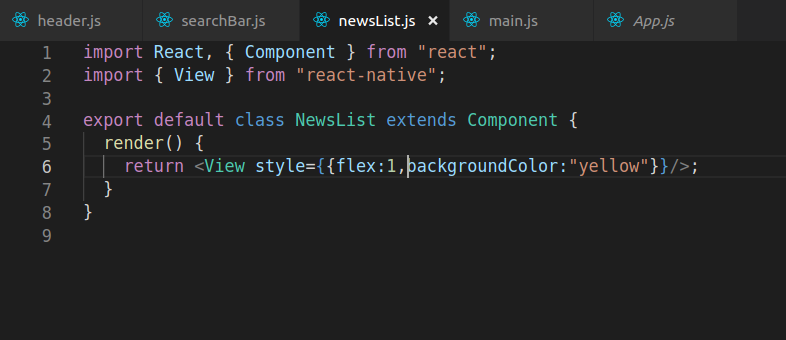 header.js searchBar.js newsList.js × main.js App.js
1 import React, { Component } from "react";
2 import { View } from "react-native";
3
4 export default class NewsList extends Component {
5   render() {
6     return <View style={{flex:1,backgroundColor:"yellow"}}/>;
7   }
8 }
9